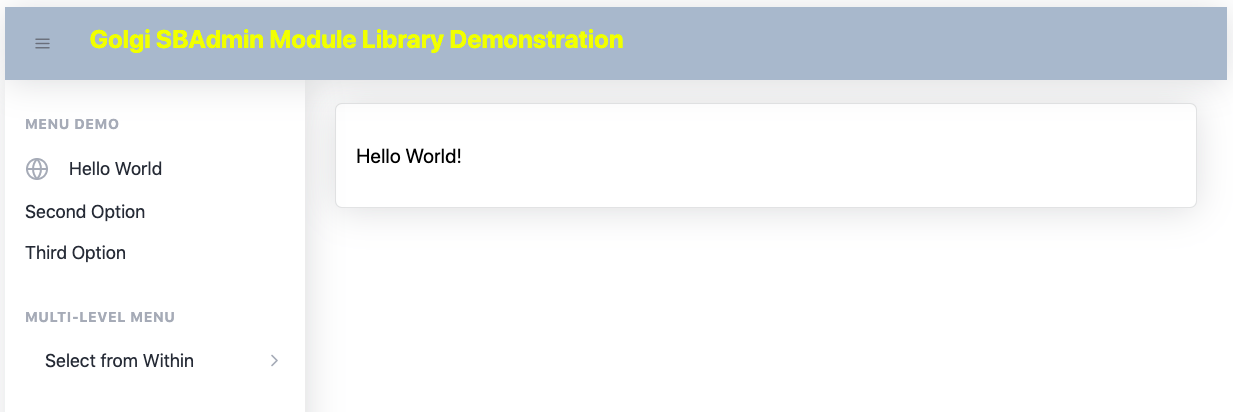 Golgi SBAdmin Module Library Demonstration
MENU DEMO
Hello World
Second Option
Third Option
MULTI-LEVEL MENU
Select from Within
Hello World!